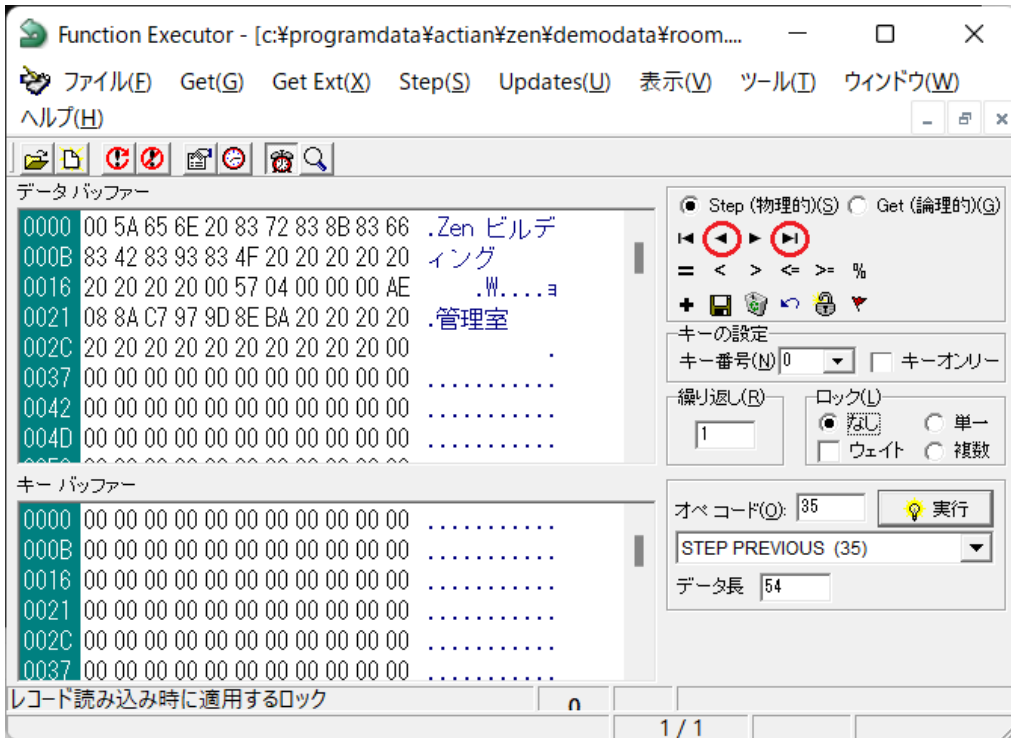 Function Executor - [c:¥programdata¥actian¥zen¥demodata¥room....
ファイル(F) Get(G) Get Ext(X) Step(S) Updates(U) 表示(V) ツール(T) ウィンドウ(W)
ヘルプ(H)
データ バッファー
0000 00 5A 65 6E 20 83 72 83 8B 83 66 .Zen ビルデ
000B 83 42 83 93 83 4F 20 20 20 20 20 ィング
0016 20 20 20 20 00 57 04 00 00 00 AE .W....ョ
0021 08 8A C7 97 9D 8E BA 20 20 20 20 .管理室
002C 20 20 20 20 20 20 20 20 20 20 00 .
0037 00 00 00 00 00 00 00 00 00 00 00 ...........
0042 00 00 00 00 00 00 00 00 00 00 00 ...........
004D 00 00 00 00 00 00 00 00 00 00 00 ...........
キー バッファー
0000 00 00 00 00 00 00 00 00 00 00 00 ...........
000B 00 00 00 00 00 00 00 00 00 00 00 ...........
0016 00 00 00 00 00 00 00 00 00 00 00 ...........
0021 00 00 00 00 00 00 00 00 00 00 00 ...........
002C 00 00 00 00 00 00 00 00 00 00 00 ...........
0037 00 00 00 00 00 00 00 00 00 00 00 ...........
Step (物理的)(S) Get (論理的)(G)
= < > <= >= %
キーの設定
キー番号(N) 0 キーオンリー
繰り返し(R)
1
ロック(L)
なし 単一
ウェイト 複数
オペ コード(O): 35 実行
STEP PREVIOUS (35)
データ長 54
レコード読み込み時に適用するロック 0
1 / 1